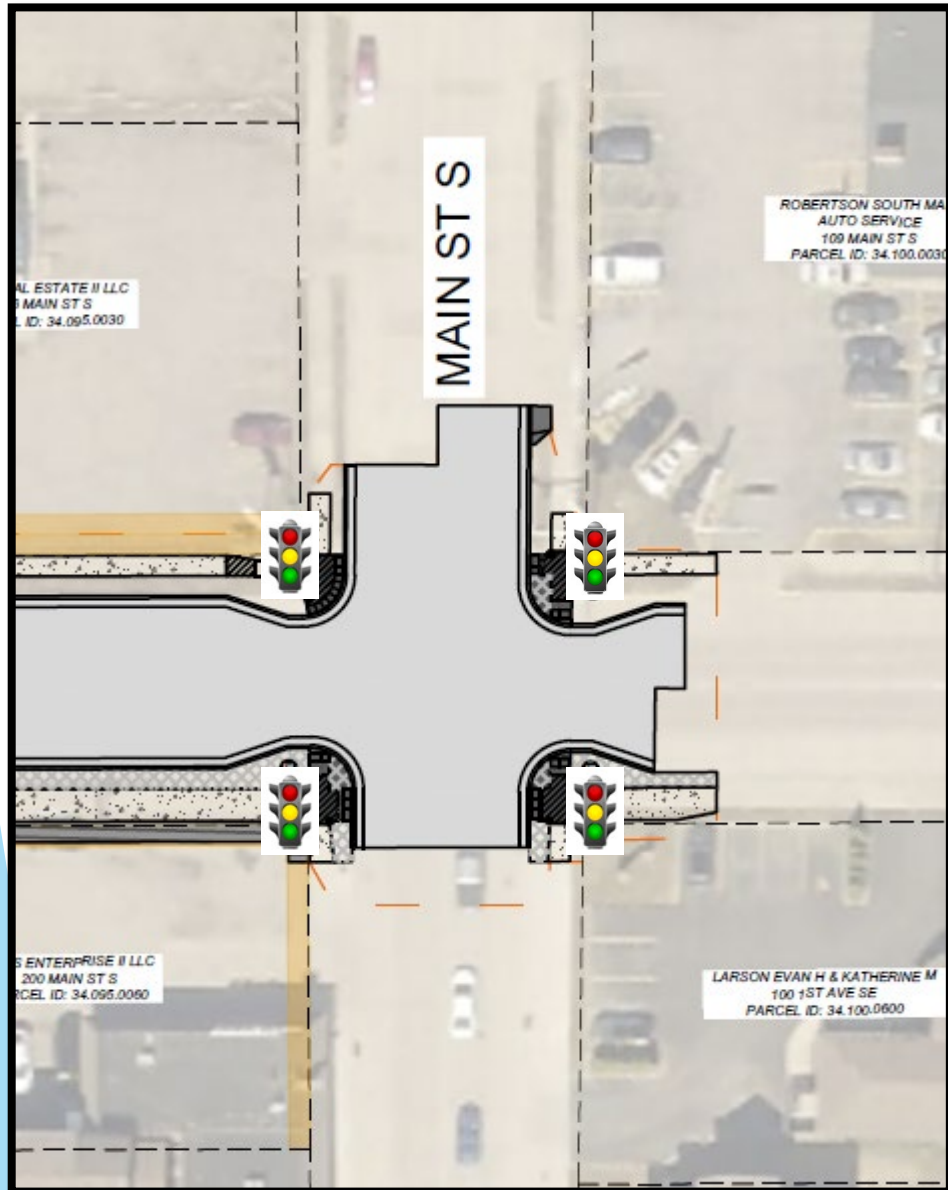 MAIN ST S
ROBERTSON SOUTH MA
AUTO SERVICE
109 MAIN ST S
PARCEL ID: 34.100.0030
AL ESTATE II LLC
MAIN ST S
L ID: 34.095.0030
S ENTERPRISE II LLC
200 MAIN ST S
RCEL ID: 34.095.0060
LARSON EVAN H & KATHERINE M
100 1ST AVE SE
PARCEL ID: 34.100.0600